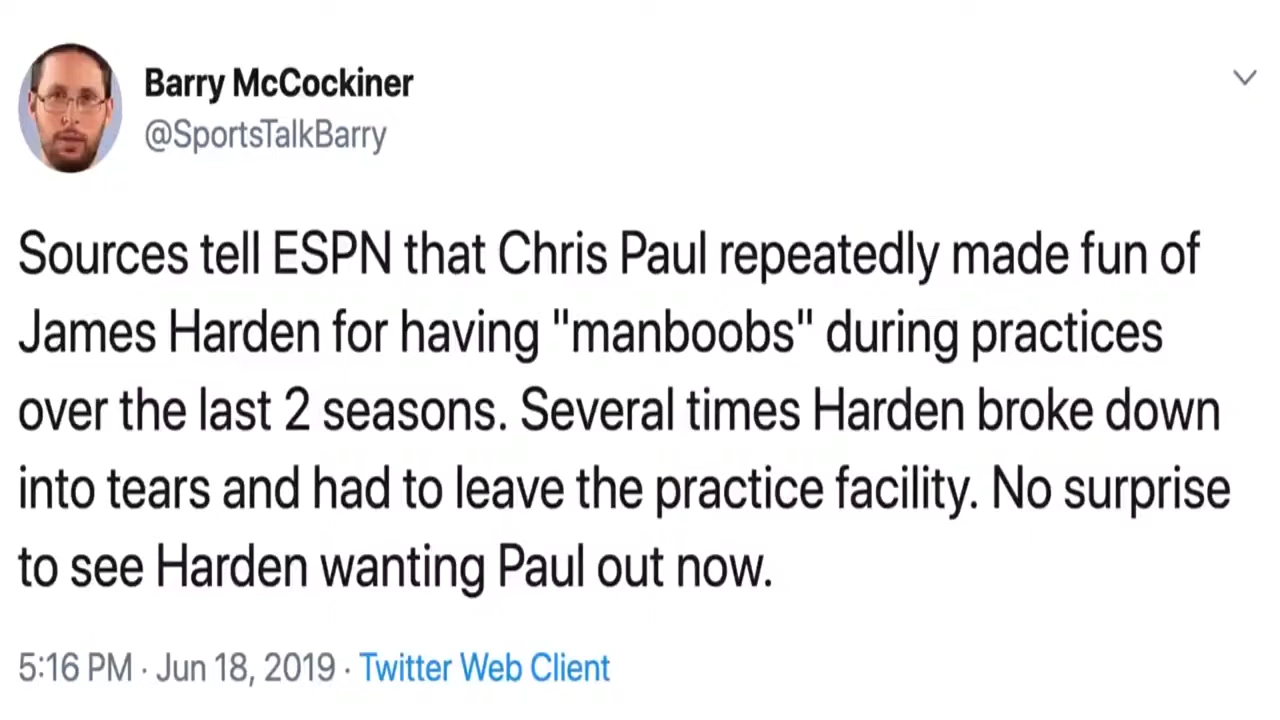 Barry McCockiner
@SportsTalkBarry
Sources tell ESPN that Chris Paul repeatedly made fun of
James Harden for having "manboobs" during practices
over the last 2 seasons. Several times Harden broke down
into tears and had to leave the practice facility. No surprise
to see Harden wanting Paul out now.
5:16 PM · Jun 18, 2019 · Twitter Web Client